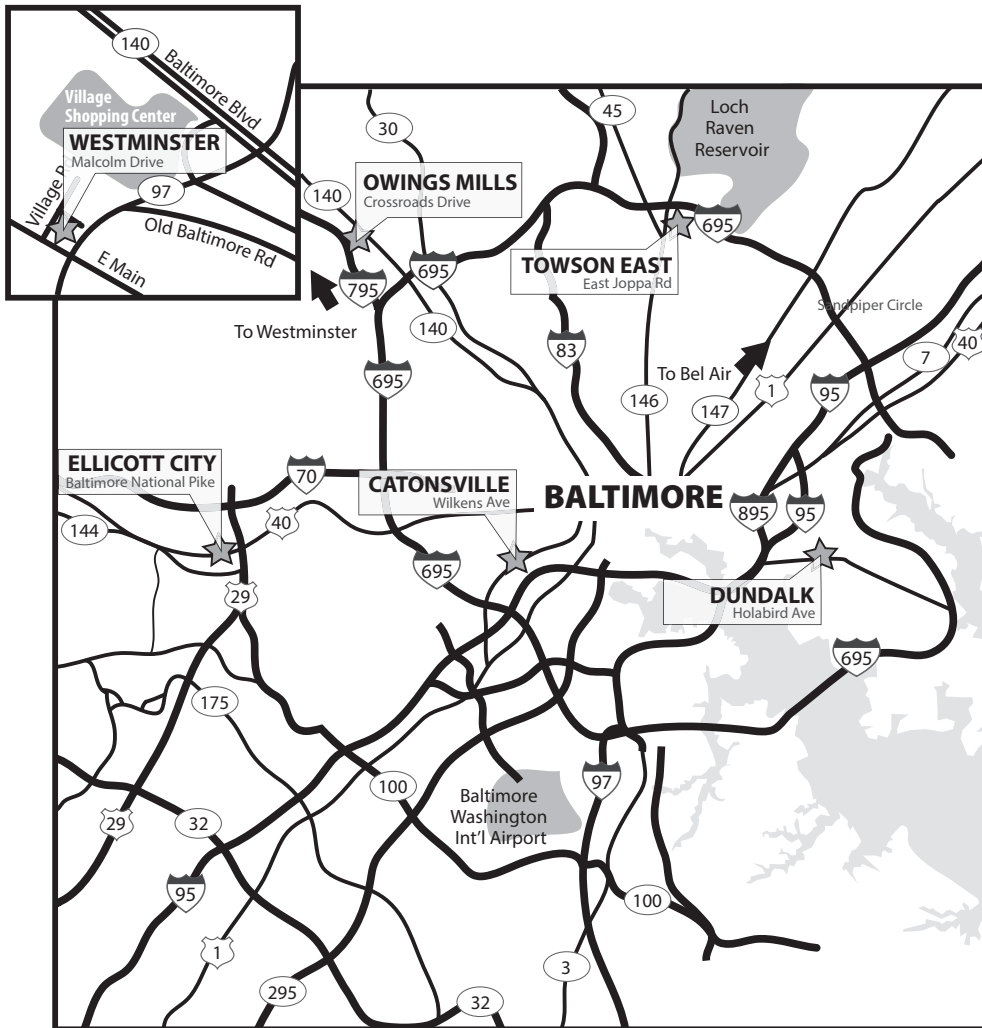 140
Baltimore Blvd
Village
Shopping Center
WESTMINSTER
Malcolm Drive
Village
97
Old Baltimore Rd
E Main
30
45
Loch
Raven
Reservoir
140
OWINGS MILLS
Crossroads Drive
695
TOWSON EAST
East Joppa Rd
695
795
To Westminster
140
Sandpiper Circle
40
7
83
695
To Bel Air
1
95
146
147
ELLICOTT CITY
Baltimore National Pike
70
CATONSVILLE
Wilkens Ave
BALTIMORE
144
40
895
95
695
29
DUNDALK
Holabird Ave
695
175
97
100
Baltimore
Washington
Int'l Airport
29
32
95
100
1
3
295
32